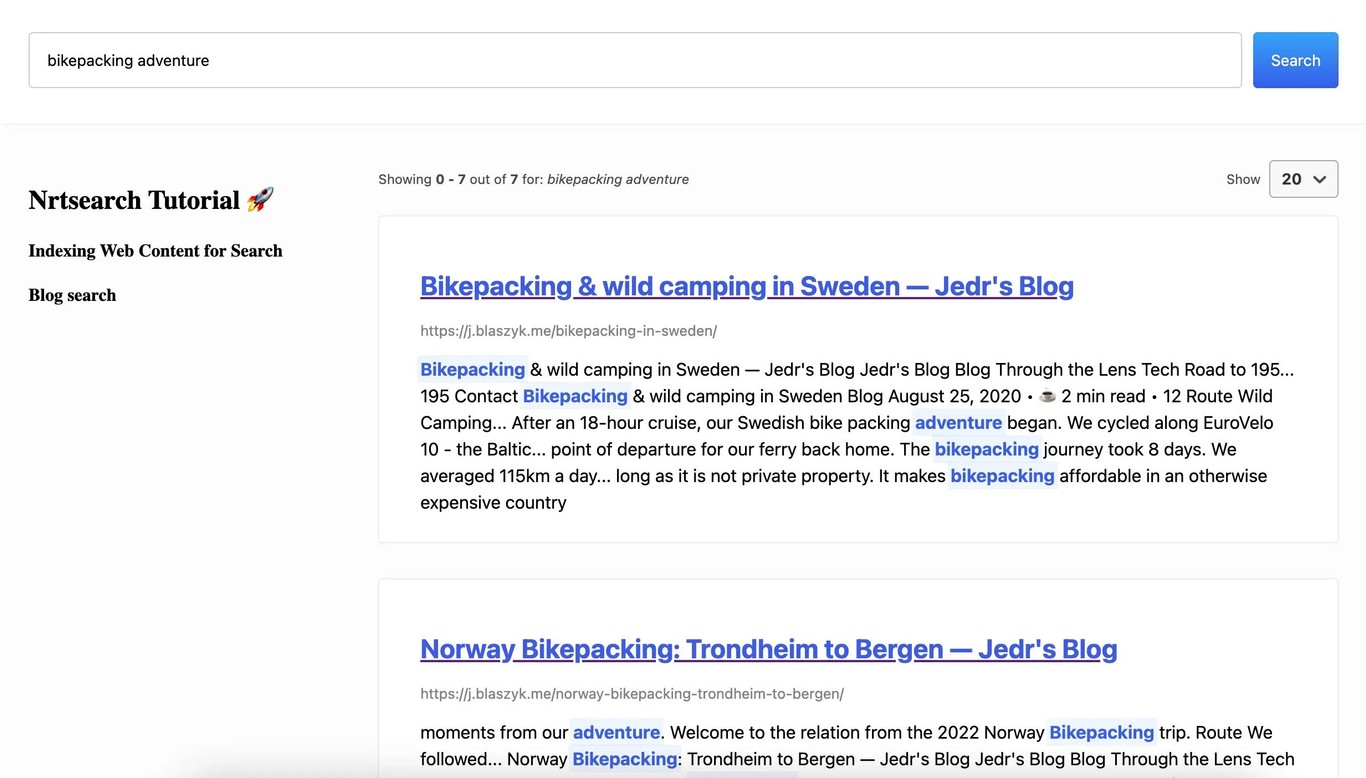 bikepacking adventure
Search
Nrtsearch Tutorial 🚀
Indexing Web Content for Search
Blog search
Showing 0 - 7 out of 7 for: bikepacking adventure
Show 20
Bikepacking & wild camping in Sweden — Jedr's Blog
https://j.blaszyk.me/bikepacking-in-sweden/
Bikepacking & wild camping in Sweden — Jedr's Blog Jedr's Blog Blog Through the Lens Tech Road to 195...
195 Contact Bikepacking & wild camping in Sweden Blog August 25, 2020 • ☕ 2 min read • 12 Route Wild
Camping... After an 18-hour cruise, our Swedish bike packing adventure began. We cycled along EuroVelo
10 - the Baltic... point of departure for our ferry back home. The bikepacking journey took 8 days. We
averaged 115km a day... long as it is not private property. It makes bikepacking affordable in an otherwise
expensive country
Norway Bikepacking: Trondheim to Bergen — Jedr's Blog
https://j.blaszyk.me/norway-bikepacking-trondheim-to-bergen/
moments from our adventure. Welcome to the relation from the 2022 Norway Bikepacking trip. Route We
followed... Norway Bikepacking: Trondheim to Bergen — Jedr's Blog Jedr's Blog Blog Through the Lens Tech